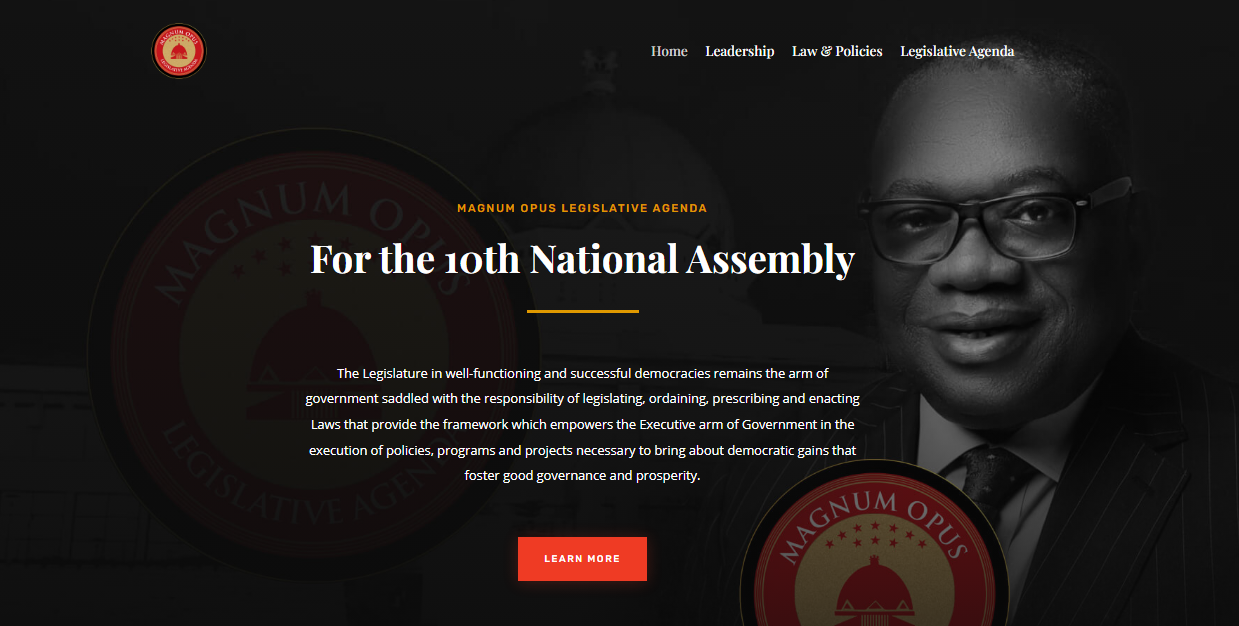 MAGNUM OPUS
LEGISLATIVE AGENDA
Home Leadership Law & Policies Legislative Agenda
MAGNUM OPUS
LEGISLATIVE AGENDA
MAGNUM OPUS LEGISLATIVE AGENDA
For the 10th National Assembly
The Legislature in well-functioning and successful democracies remains the arm of
government saddled with the responsibility of legislating, ordaining, prescribing and enacting
Laws that provide the framework which empowers the Executive arm of Government in the
execution of policies, programs and projects necessary to bring about democratic gains that
foster good governance and prosperity.
LEARN MORE
MAGNUM OPUS